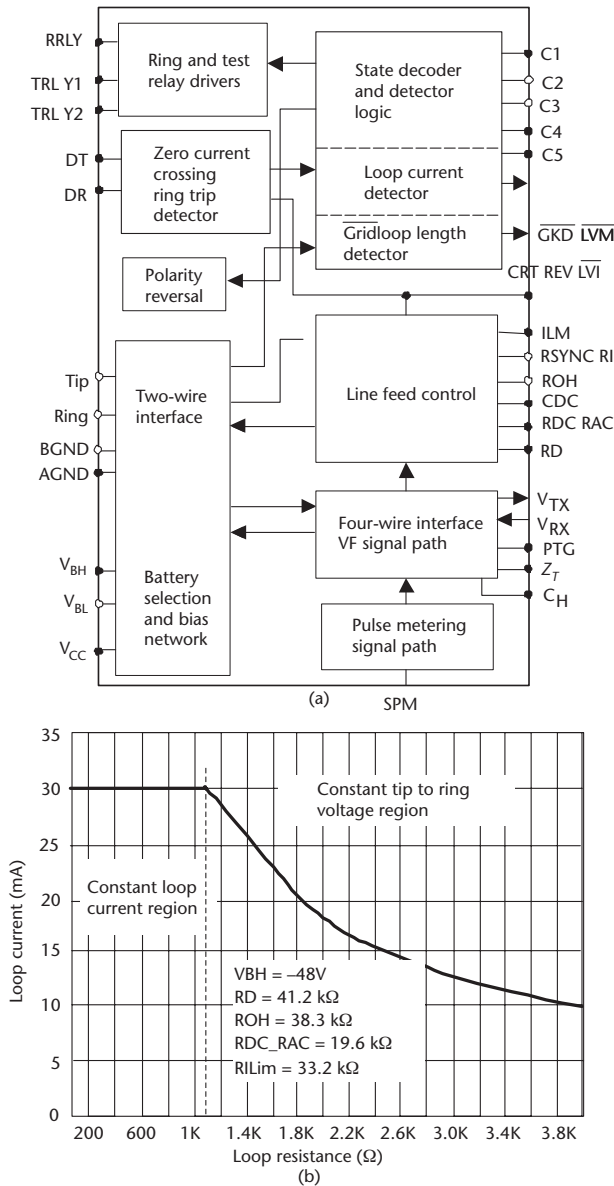 RRLY
TRL Y1
TRL Y2
DT
DR
Ring and test
relay drivers
Zero current
crossing
ring trip
detector
Polarity
reversal
State decoder
and detector
logic
Loop current
detector
Gridloop length
detector
C1
C2
C3
C4
C5
GKD LVM
CRT REV LVI
Tip
Ring
BGND
AGND
VBH
VBL
VCC
Two-wire
interface
Battery
selection
and bias
network
Line feed control
Four-wire interface
VF signal path
Pulse metering
signal path
ILM
RSYNC RI
ROH
CDC
RDC RAC
RD
VTX
VRX
PTG
ZT
CH
(a)
SPM
35
30
25
20
15
10
5
0
Loop current (mA)
Constant tip to ring
voltage region
Constant loop
current region
VBH = –48V
RD = 41.2 kΩ
ROH = 38.3 kΩ
RDC_RAC = 19.6 kΩ
RILim = 33.2 kΩ
200 600 1K 1.4K 1.8K 2.2K 2.6K 3.0K 3.4K 3.8K
Loop resistance (Ω)
(b)